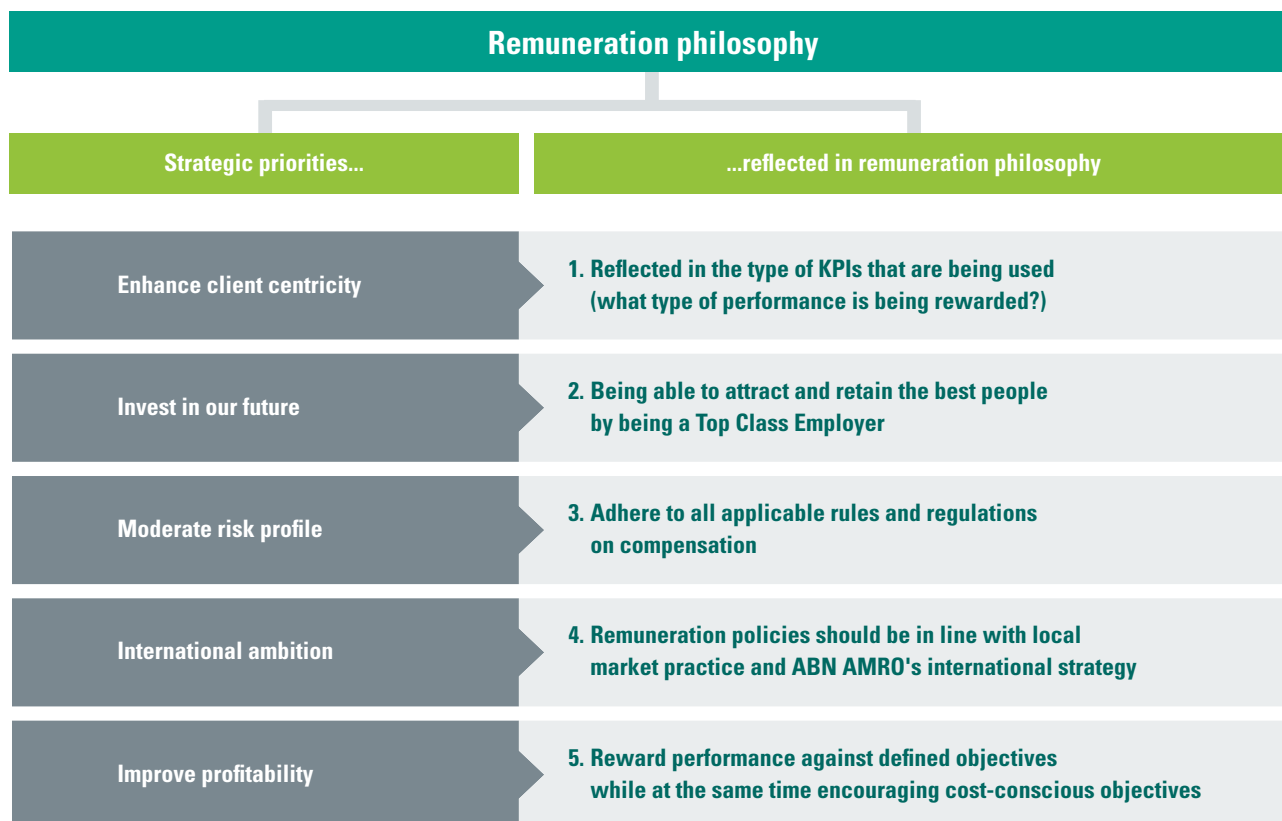 Remuneration philosophy
Strategic priorities...
...reflected in remuneration philosophy
Enhance client centricity
1. Reflected in the type of KPIs that are being used
(what type of performance is being rewarded?)
Invest in our future
2. Being able to attract and retain the best people
by being a Top Class Employer
Moderate risk profile
3. Adhere to all applicable rules and regulations
on compensation
International ambition
4. Remuneration policies should be in line with local
market practice and ABN AMRO's international strategy
Improve profitability
5. Reward performance against defined objectives
while at the same time encouraging cost-conscious objectives